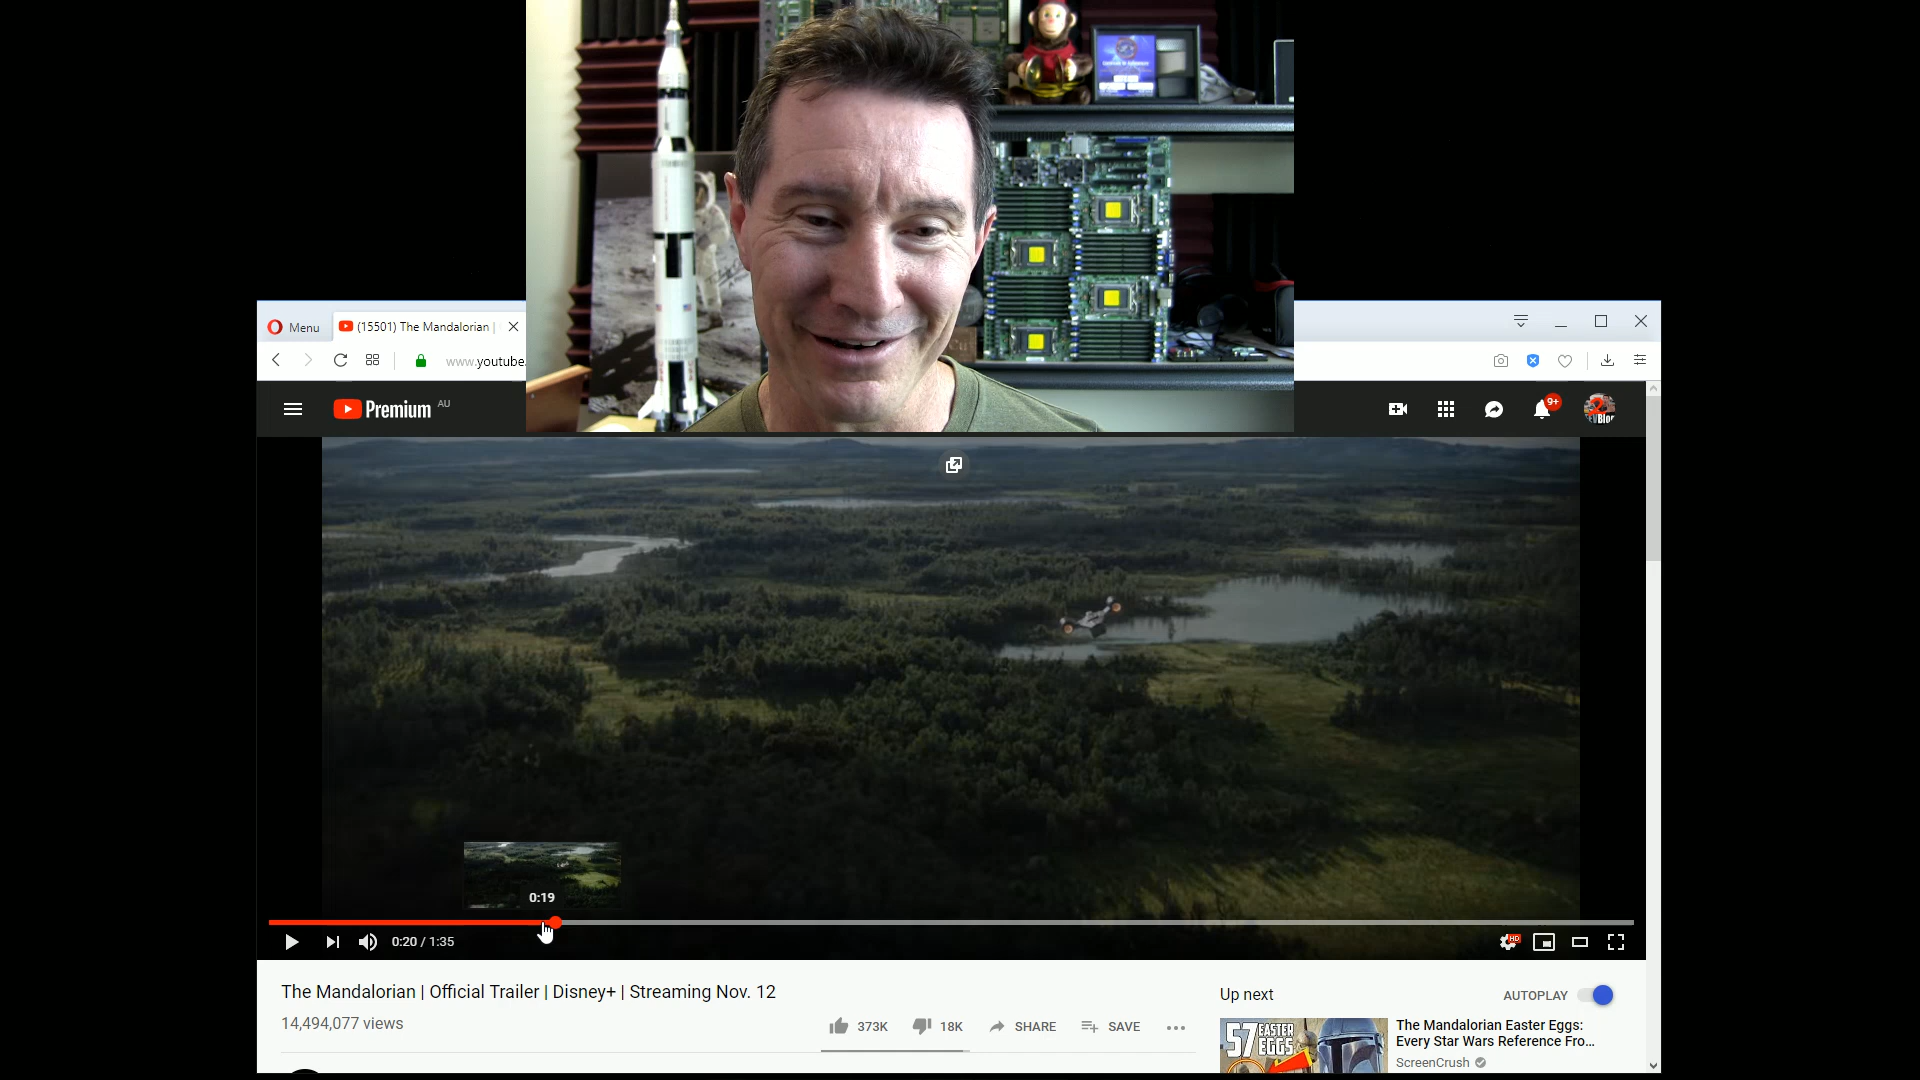 Menu
(15501) The Mandalorian |
www.youtube.
Premium AU
9+
0:19
0:20 / 1:35
HD
The Mandalorian | Official Trailer | Disney+ | Streaming Nov. 12
14,494,077 views
373K
18K
SHARE
SAVE
Up next
AUTOPLAY
57 EASTER EGGS
The Mandalorian Easter Eggs:
Every Star Wars Reference Fro...
ScreenCrush